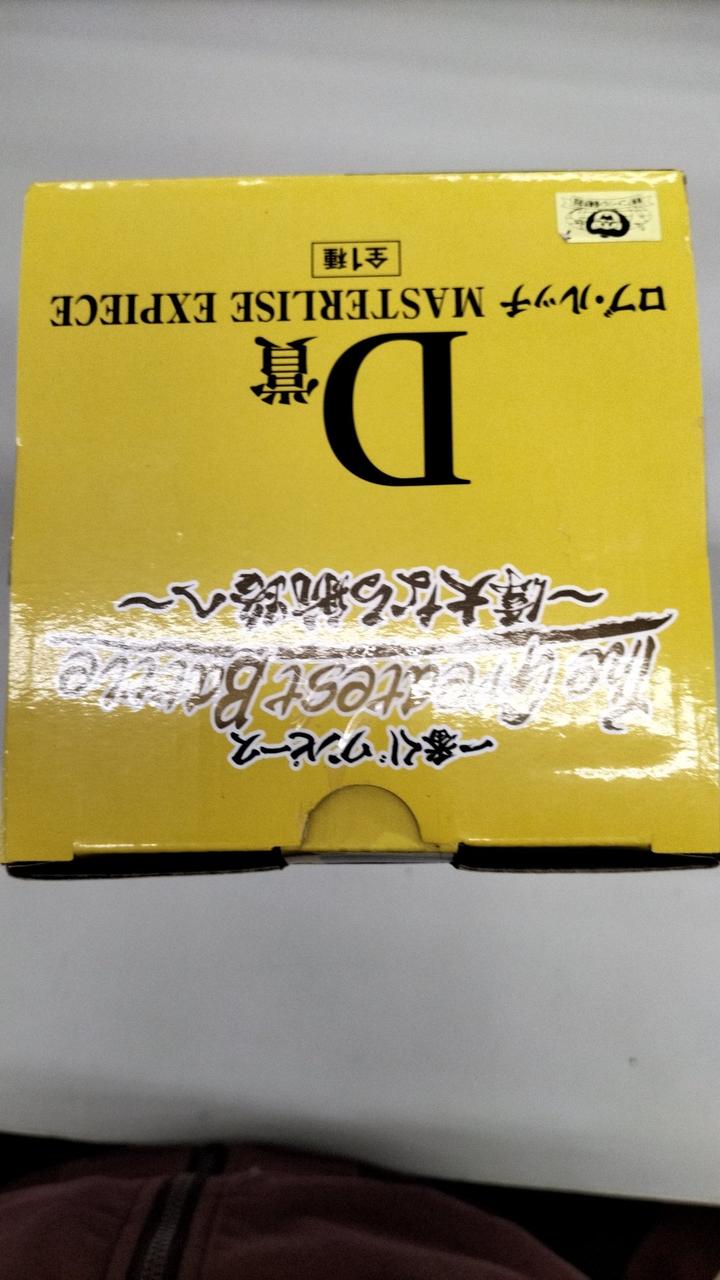 一番くじ ワンピース
The Greatest Battle
～偉大なる航路へ～
D賞
ロブ・ルッチ MASTERLISE EXPIECE
全1種